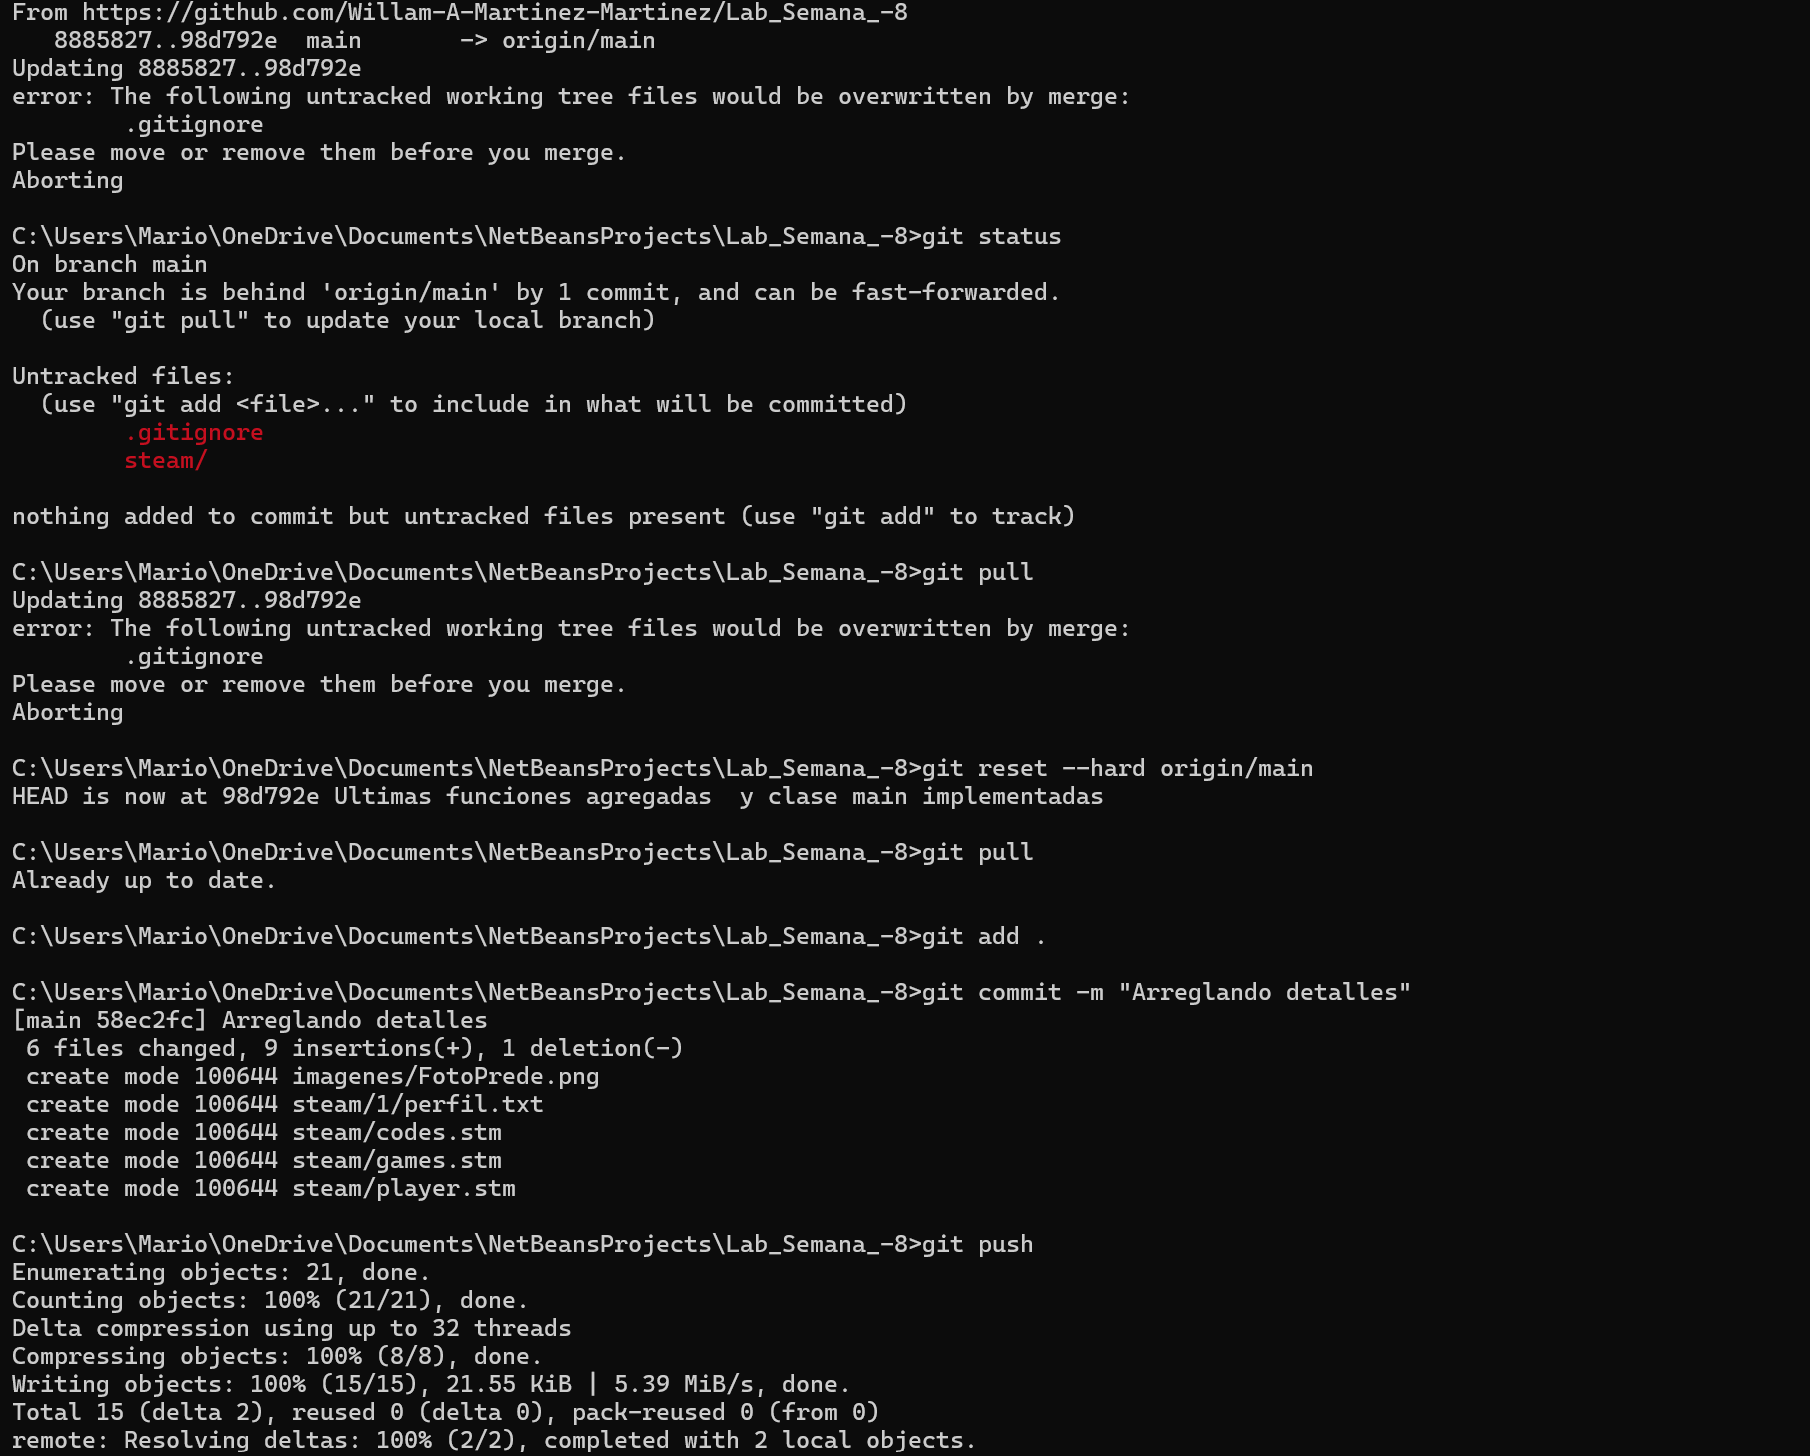 From https://github.com/Willam-A-Martinez-Martinez/Lab_Semana_-8
   8885827..98d792e  main       -> origin/main
Updating 8885827..98d792e
error: The following untracked working tree files would be overwritten by merge:
        .gitignore
Please move or remove them before you merge.
Aborting

C:\Users\Mario\OneDrive\Documents\NetBeansProjects\Lab_Semana_-8>git status
On branch main
Your branch is behind 'origin/main' by 1 commit, and can be fast-forwarded.
  (use "git pull" to update your local branch)

Untracked files:
  (use "git add <file>..." to include in what will be committed)
        .gitignore
        steam/

nothing added to commit but untracked files present (use "git add" to track)

C:\Users\Mario\OneDrive\Documents\NetBeansProjects\Lab_Semana_-8>git pull
Updating 8885827..98d792e
error: The following untracked working tree files would be overwritten by merge:
        .gitignore
Please move or remove them before you merge.
Aborting

C:\Users\Mario\OneDrive\Documents\NetBeansProjects\Lab_Semana_-8>git reset --hard origin/main
HEAD is now at 98d792e Ultimas funciones agregadas  y clase main implementadas

C:\Users\Mario\OneDrive\Documents\NetBeansProjects\Lab_Semana_-8>git pull
Already up to date.

C:\Users\Mario\OneDrive\Documents\NetBeansProjects\Lab_Semana_-8>git add .

C:\Users\Mario\OneDrive\Documents\NetBeansProjects\Lab_Semana_-8>git commit -m "Arreglando detalles"
[main 58ec2fc] Arreglando detalles
 6 files changed, 9 insertions(+), 1 deletion(-)
 create mode 100644 imagenes/FotoPrede.png
 create mode 100644 steam/1/perfil.txt
 create mode 100644 steam/codes.stm
 create mode 100644 steam/games.stm
 create mode 100644 steam/player.stm

C:\Users\Mario\OneDrive\Documents\NetBeansProjects\Lab_Semana_-8>git push
Enumerating objects: 21, done.
Counting objects: 100% (21/21), done.
Delta compression using up to 32 threads
Compressing objects: 100% (8/8), done.
Writing objects: 100% (15/15), 21.55 KiB | 5.39 MiB/s, done.
Total 15 (delta 2), reused 0 (delta 0), pack-reused 0 (from 0)
remote: Resolving deltas: 100% (2/2), completed with 2 local objects.